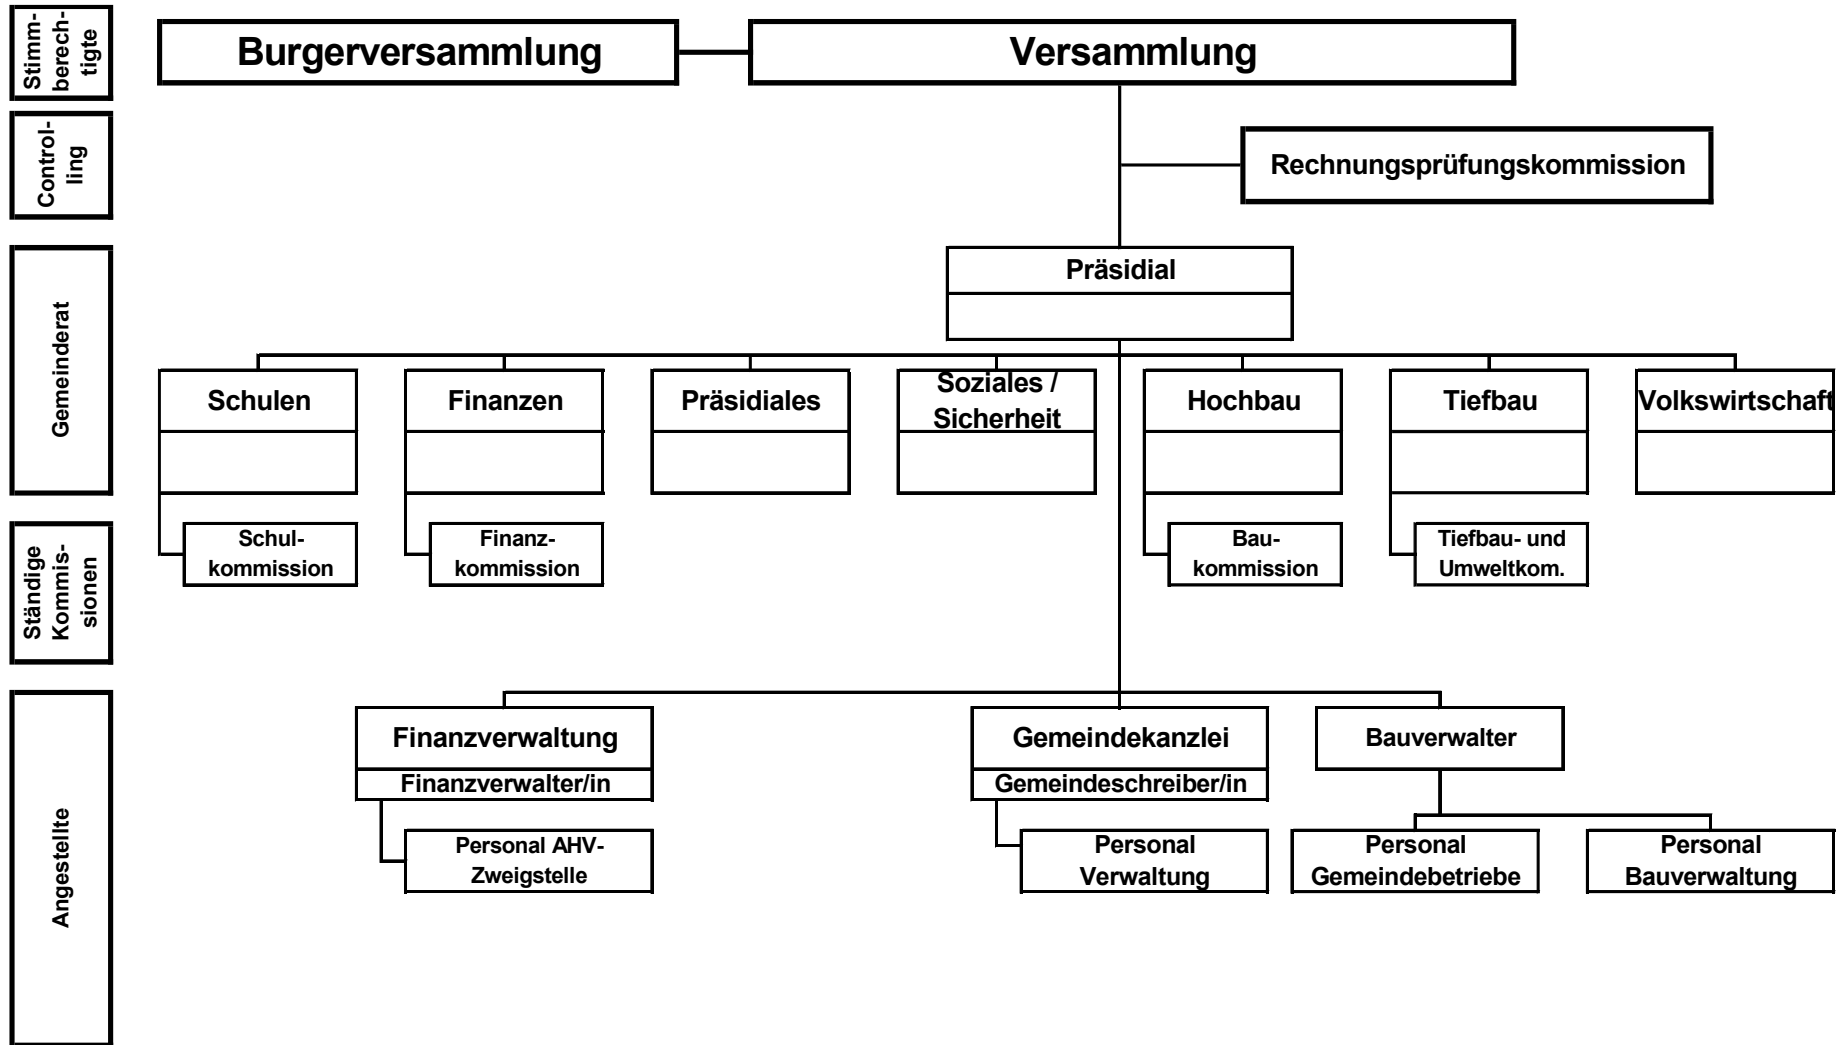 Stimm-
berech-
tigte
Burgerversammlung
Versammlung
Control-
ling
Rechnungsprüfungskommission
Gemeinderat
Präsidial
Schulen
Finanzen
Präsidiales
Soziales /
Sicherheit
Hochbau
Tiefbau
Volkswirtschaft
Ständige
Kommis-
sionen
Schul-
kommission
Finanz-
kommission
Bau-
kommission
Tiefbau- und
Umweltkom.
Angestellte
Finanzverwaltung
Finanzverwalter/in
Gemeindekanzlei
Gemeindeschreiber/in
Bauverwalter
Personal AHV-
Zweigstelle
Personal
Verwaltung
Personal
Gemeindebetriebe
Personal
Bauverwaltung